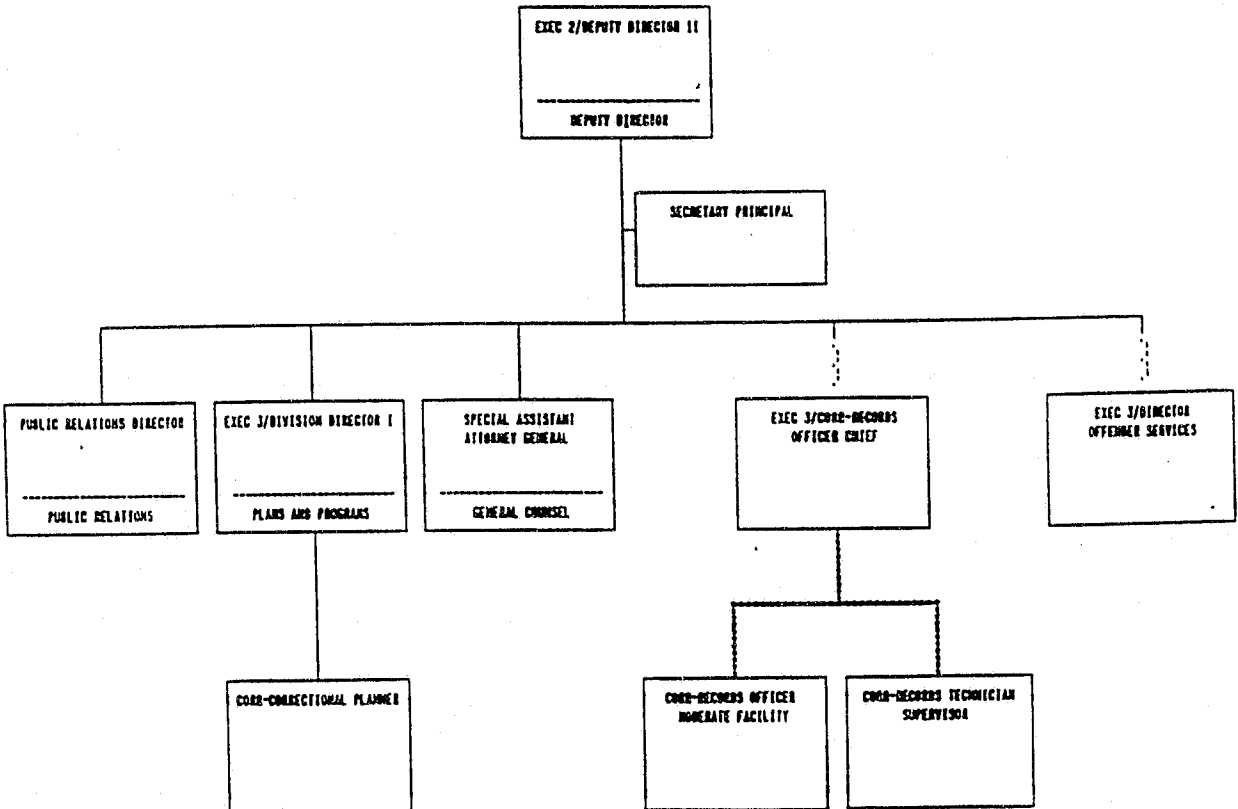 EXEC 2/DEPUTY DIRECTOR II
DEPUTY DIRECTOR
SECRETARY PRINCIPAL
PUBLIC RELATIONS DIRECTOR
PUBLIC RELATIONS
EXEC 3/DIVISION DIRECTOR I
PLANS AND PROGRAMS
SPECIAL ASSISTANT
ATTORNEY GENERAL
GENERAL COUNSEL
EXEC 3/CORR-RECORDS
OFFICER CHIEF
EXEC 3/DIRECTOR
OFFENDER SERVICES
CORR-CORRECTIONAL PLANNER
CORR-RECORDS OFFICER
MODERATE FACILITY
CORR-RECORDS TECHNICIAN
SUPERVISOR